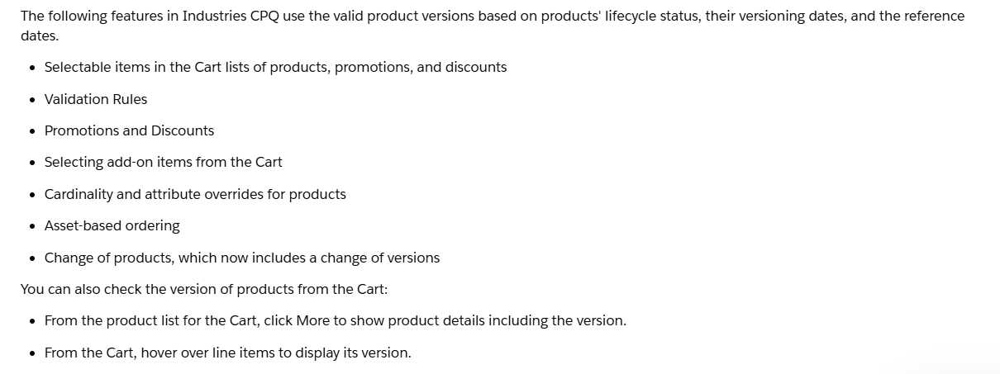 The following features in Industries CPQ use the valid product versions based on products' lifecycle status, their versioning dates, and the reference
dates.
• Selectable items in the Cart lists of products, promotions, and discounts
• Validation Rules
• Promotions and Discounts
• Selecting add-on items from the Cart
• Cardinality and attribute overrides for products
• Asset-based ordering
• Change of products, which now includes a change of versions
You can also check the version of products from the Cart:
• From the product list for the Cart, click More to show product details including the version.
• From the Cart, hover over line items to display its version.